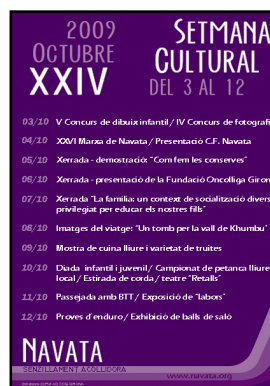 2009
OCTUBRE
XXIV
SETMANA
CULTURAL
DEL 3 AL 12
03/10 V Concurs de dibuix infantil / IV Concurs de fotografi
04/10 XXVI Marxa de Navata / Presentació C.F. Navata
05/10 Xerrada - demostració: "Com fem les conserves"
06/10 Xerrada - presentació de la Fundació Oncolliga Giron
07/10 Xerrada "La família: un context de socialització divers
privilegiat per educar els nostres fills"
08/10 Imatges del viatge: "Un tomb per la vall de Khumbu"
09/10 Mostra de cuina lliure i varietat de truites
10/10 Diada infantil i juvenil / Campionat de petanca lliure
local / Estirada de corda / teatre "Retalls"
11/10 Passejada amb BTT / Exposició de "labors"
12/10 Proves d'enduro / Exhibició de balls de saló
NAVATA
SENZILLAMENT ACOLLIDORA
www.navata.org